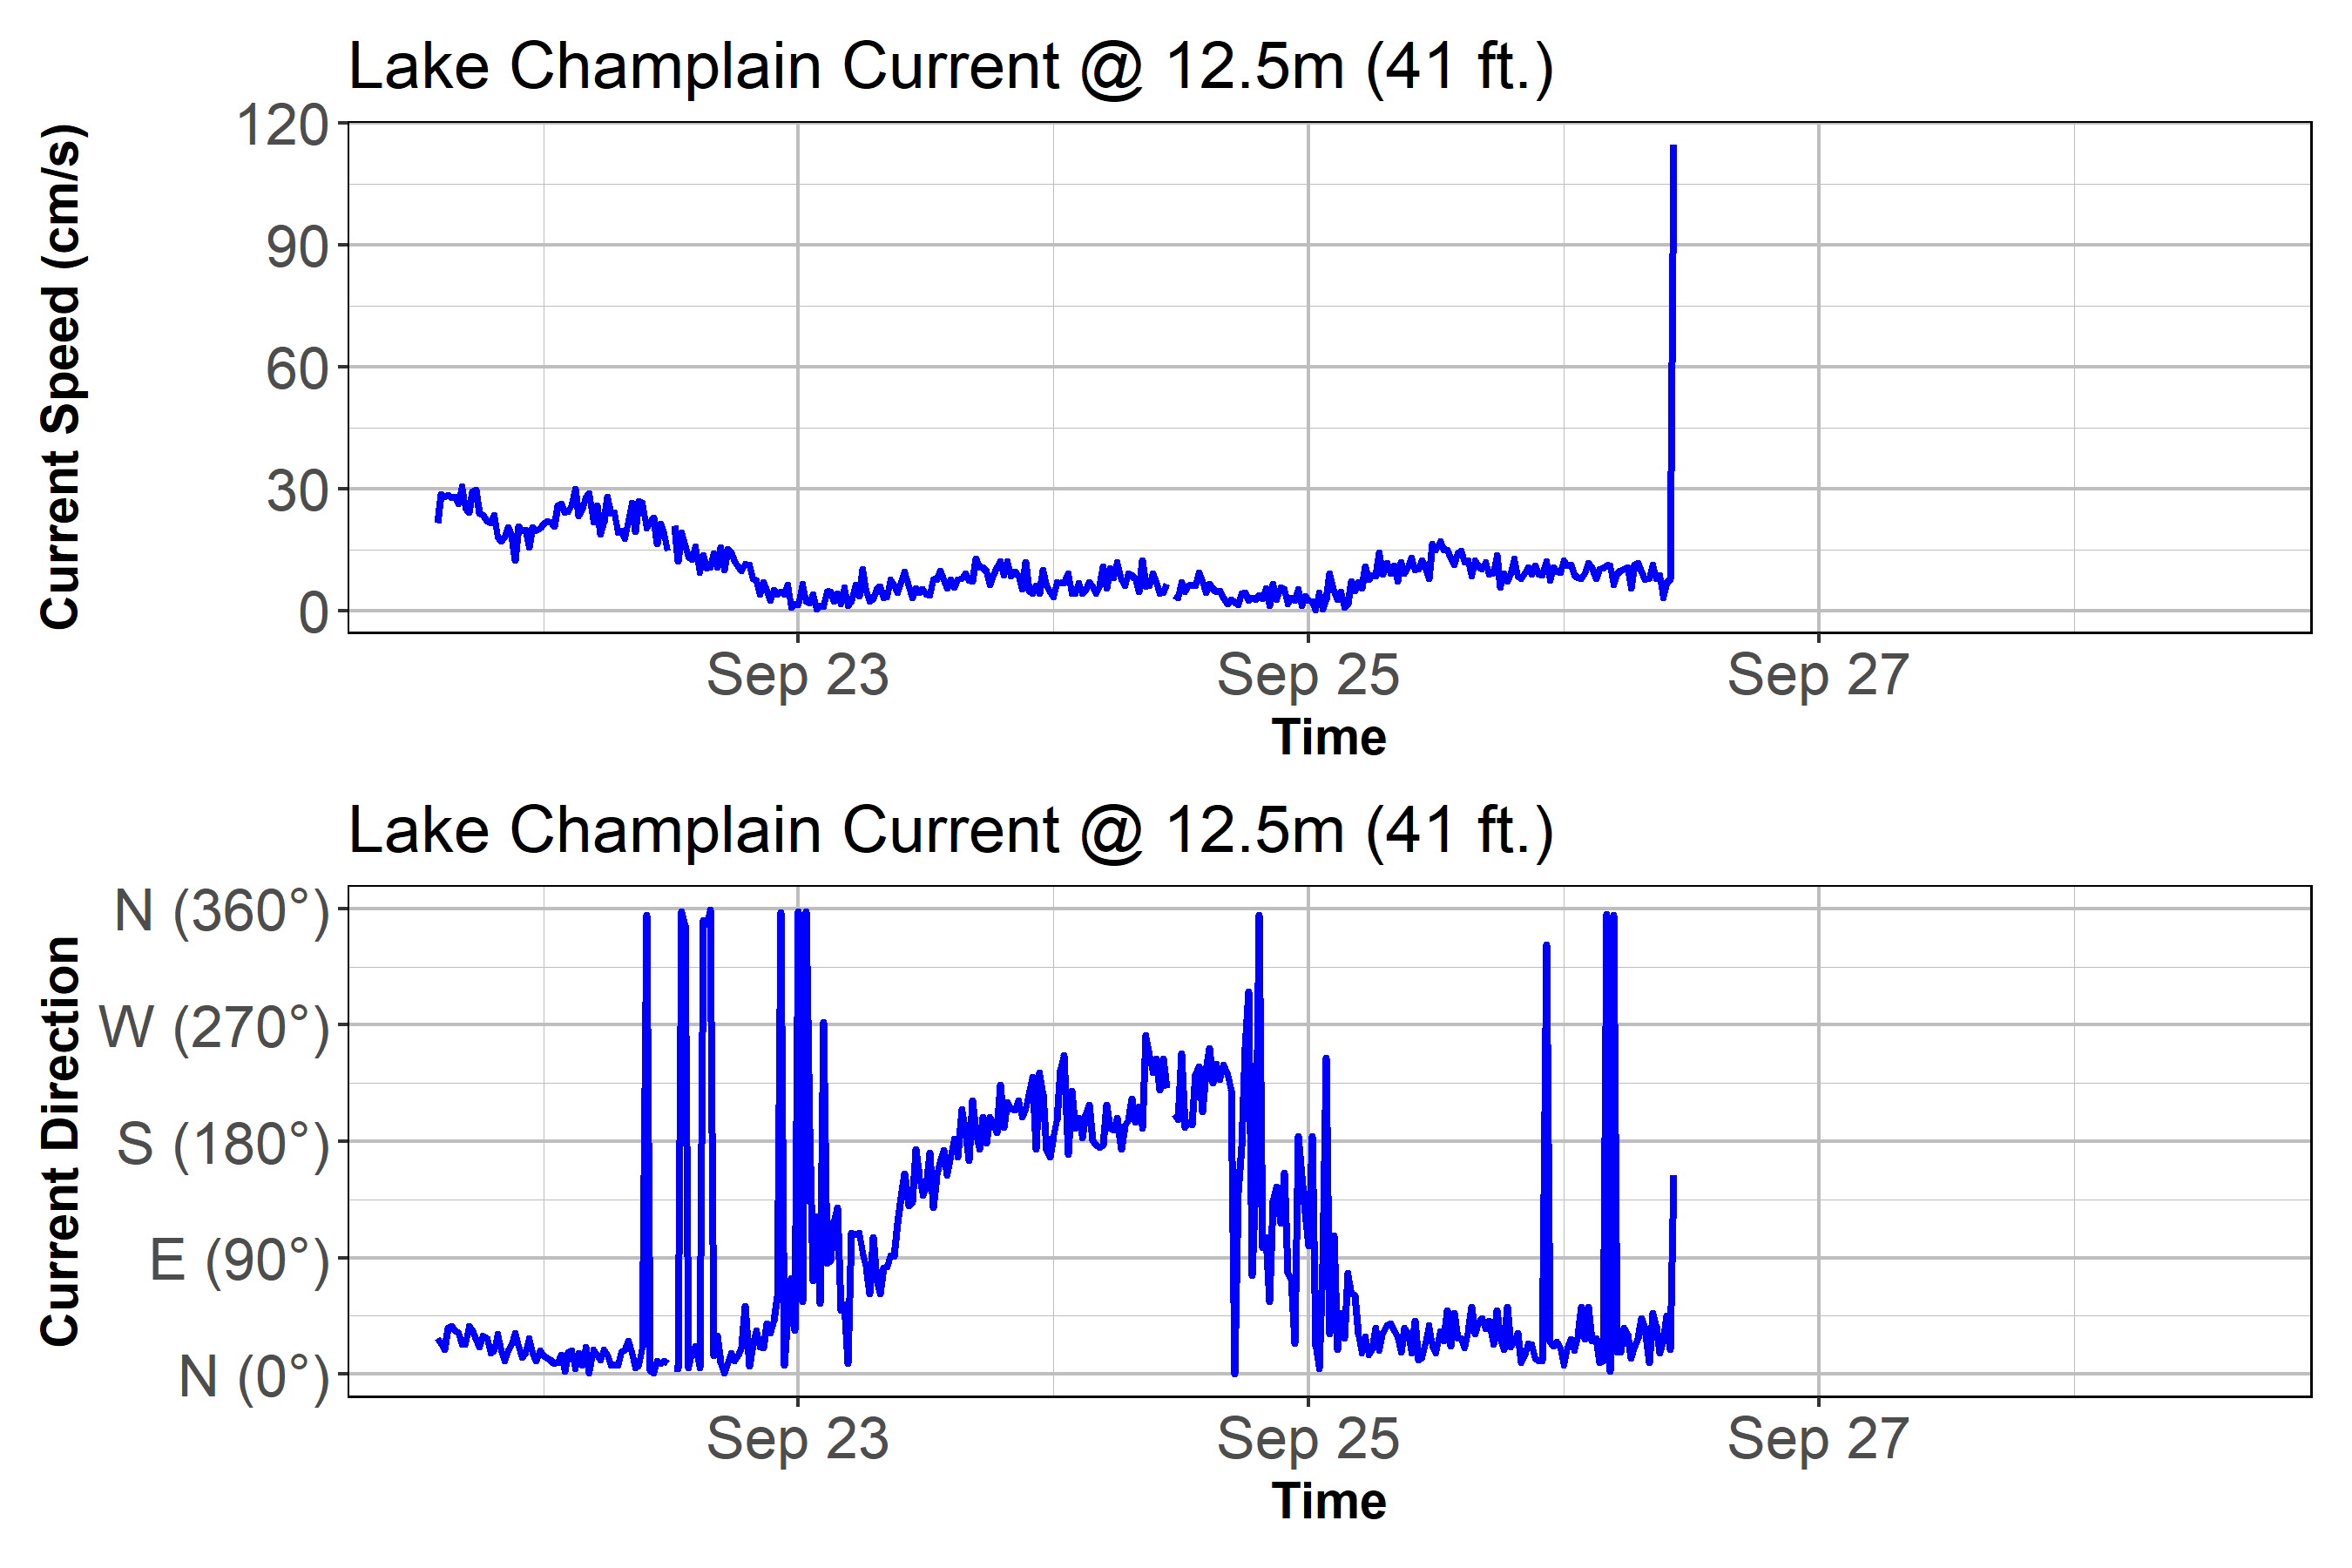 Lake Champlain Current @ 12.5m (41 ft.)
Current Speed (cm/s)
120
90
60
30
0
Sep 23
Sep 25
Sep 27
Time
Lake Champlain Current @ 12.5m (41 ft.)
Current Direction
N (360°)
W (270°)
S (180°)
E (90°)
N (0°)
Sep 23
Sep 25
Sep 27
Time